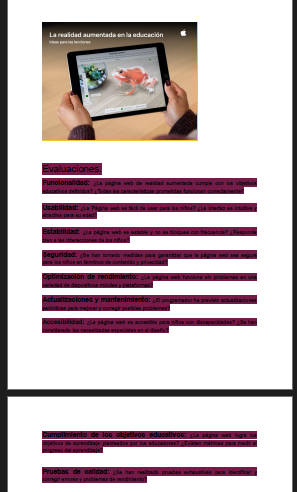 La realidad aumentada en la educación
Ideas para las lecciones
Evaluaciones.
Funcionalidad: ¿La página web de realidad aumentada cumple con los objetivos
educativos definidos? ¿Todas las características prometidas funcionan correctamente?
Usabilidad: ¿La Página web es fácil de usar para los niños? ¿La interfaz es intuitiva y
atractiva para su edad?
Estabilidad: ¿La página web es estable y no se bloquea con frecuencia? ¿Responde
bien a las interacciones de los niños?
Seguridad: ¿Se han tomado medidas para garantizar que la página web sea segura
para los niños en términos de contenido y privacidad?
Optimización de rendimiento: ¿La página web funciona sin problemas en una
variedad de dispositivos móviles y plataformas?
Actualizaciones y mantenimiento: ¿El programador ha previsto actualizaciones
periódicas para mejorar y corregir posibles problemas?
Accesibilidad: ¿La página web es accesible para niños con discapacidades? ¿Se han
considerado las necesidades especiales en el diseño?
Cumplimiento de los objetivos educativos: ¿La página web logra los
objetivos de aprendizaje planteados por los educadores? ¿Existen métricas para medir el
progreso del aprendizaje?
Pruebas de calidad: ¿Se han realizado pruebas exhaustivas para identificar y
corregir errores y problemas de rendimiento?